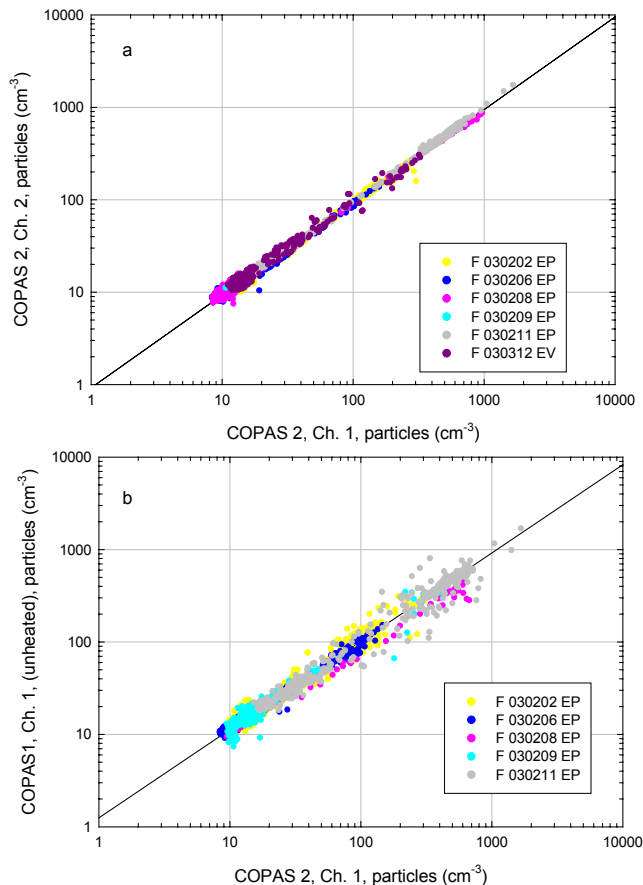 a
10000
1000
100
10
1
COPAS 2, Ch. 2, particles (cm-3)
F 030202 EP
F 030206 EP
F 030208 EP
F 030209 EP
F 030211 EP
F 030312 EV
1 10 100 1000 10000
COPAS 2, Ch. 1, particles (cm-3)
b
10000
1000
100
10
1
COPAS1, Ch. 1, (unheated), particles (cm-3)
F 030202 EP
F 030206 EP
F 030208 EP
F 030209 EP
F 030211 EP
1 10 100 1000 10000
COPAS 2, Ch. 1, particles (cm-3)